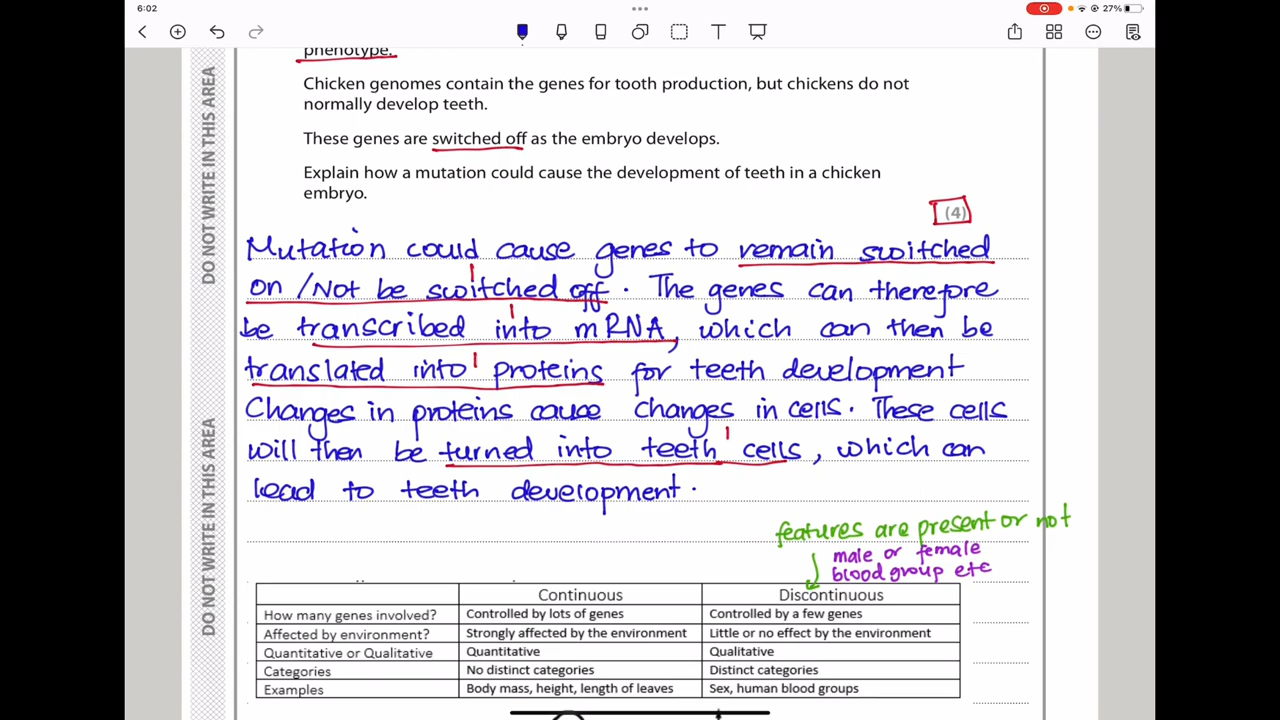 6:02
27%
phenotype.
Chicken genomes contain the genes for tooth production, but chickens do not
normally develop teeth.
These genes are switched off as the embryo develops.
Explain how a mutation could cause the development of teeth in a chicken
embryo.
(4)
Mutation could cause genes to remain switched
on / Not be switched off. The genes can therefore
be transcribed into mRNA, which can then be
translated into proteins for teeth development
Changes in proteins cause changes in cells. These cells
will then be turned into teeth cells, which can
lead to teeth development.
features are present or not
male or female
blood group etc
Continuous Discontinuous
How many genes involved? Controlled by lots of genes Controlled by a few genes
Affected by environment? Strongly affected by the environment Little or no effect by the environment
Quantitative or Qualitative Quantitative Qualitative
Categories No distinct categories Distinct categories
Examples Body mass, height, length of leaves Sex, human blood groups
DO NOT WRITE IN THIS AREA
DO NOT WRITE IN THIS AREA